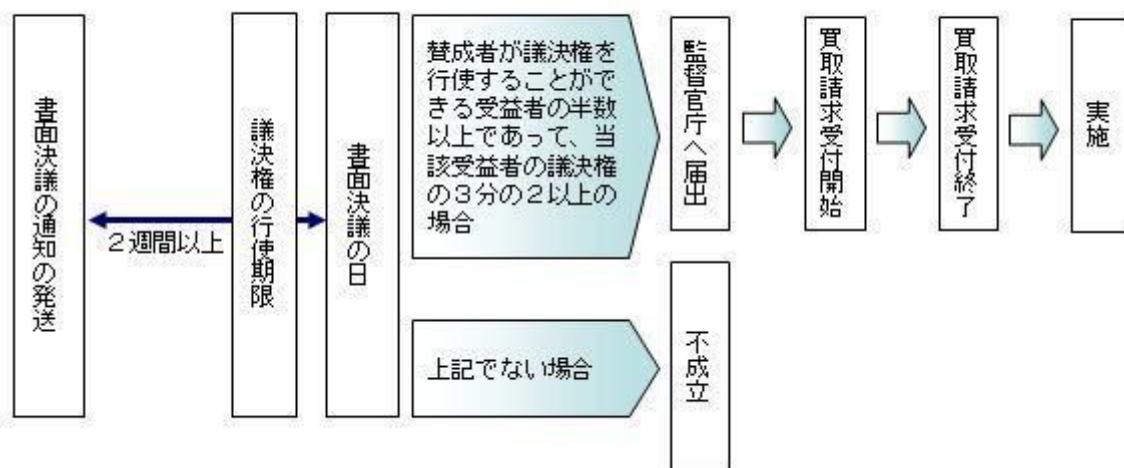 書面決議の通知の発送
２週間以上
議決権の行使期限
書面決議の日
賛成者が議決権を
行使することがで
きる受益者の半数
以上であって、当
該受益者の議決権
の３分の２以上の
場合
監督官庁へ届出
買取請求受付開始
買取請求受付終了
実施
上記でない場合
不成立